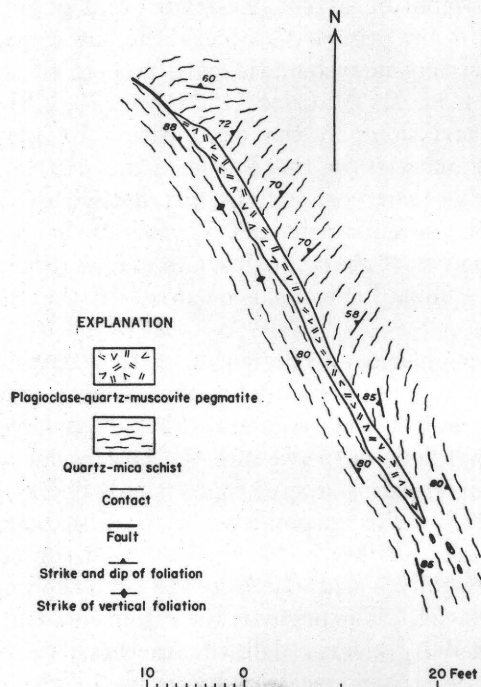 N
60
88
72
70
70
58
80
85
80
80
85
EXPLANATION
Plagioclase-quartz-muscovite pegmatite
Quartz-mica schist
Contact
Fault
Strike and dip of foliation
Strike of vertical foliation
10 0 20 Feet